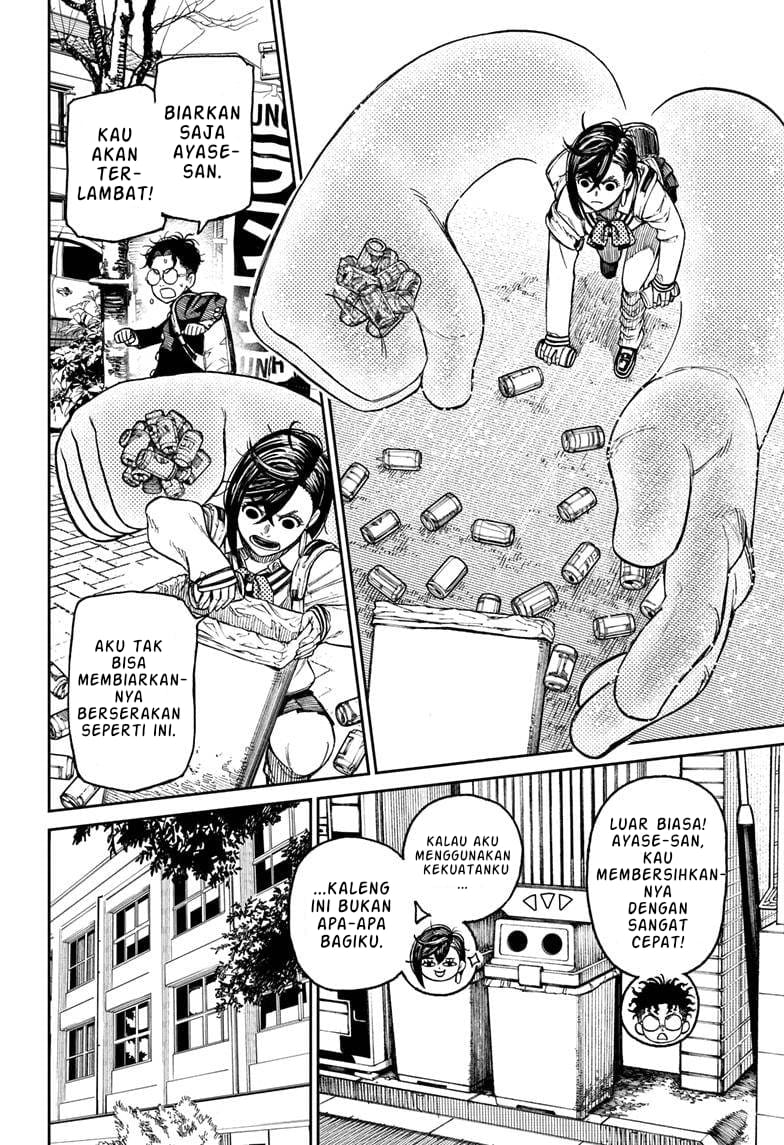 BIARKAN
SAJA
AYASE-
SAN.
KAU
AKAN
TER-
LAMBAT!
AKU TAK
BISA
MEMBIARKAN-
NYA
BERSERAKAN
SEPERTI INI.
LUAR BIASA!
AYASE-SAN,
KAU
MEMBERSIHKAN-
NYA
DENGAN
SANGAT
CEPAT!
KALAU AKU
MENGGUNAKAN
KEKUATANKU
...
...KALENG
INI BUKAN
APA-APA
BAGIKU.